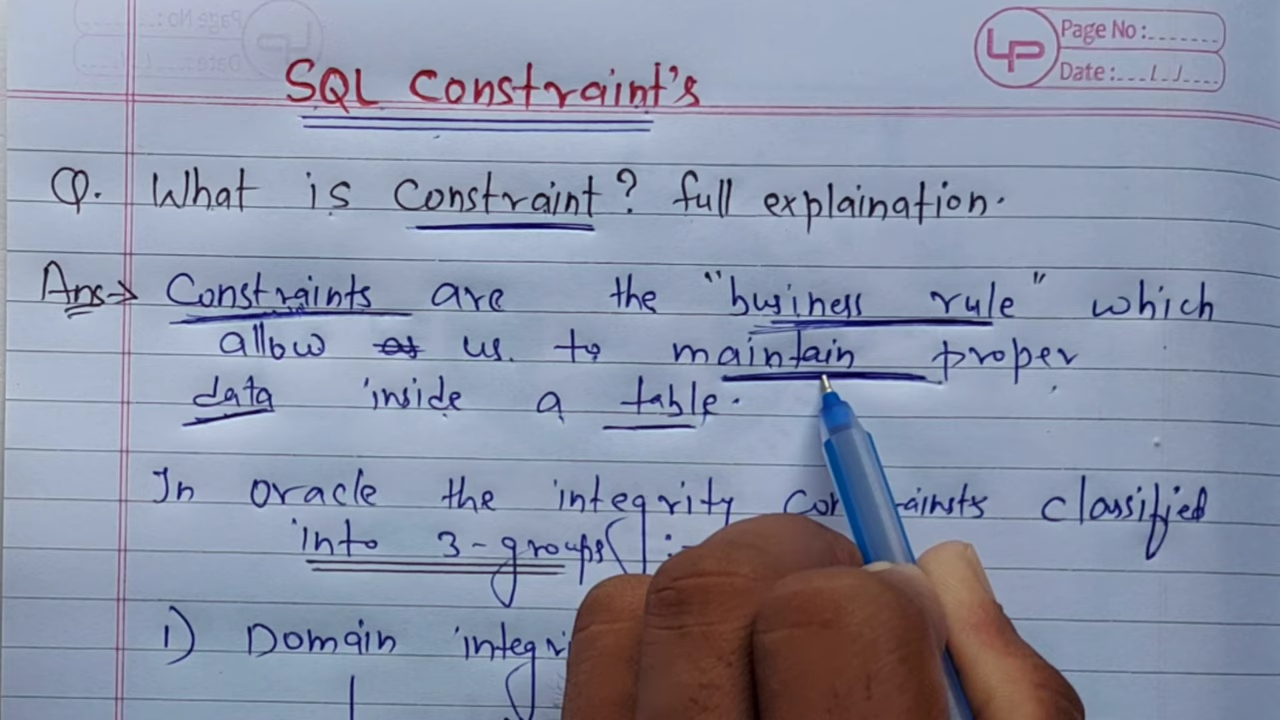 Page No :
Date :
SQL Constraint's
Q. What is Constraint? full explaination.
Ans→ Constraints are the "business rule" which
allow us. to maintain proper
data inside a table.
In oracle the integrity classified
into 3-groups :-
1) Domain